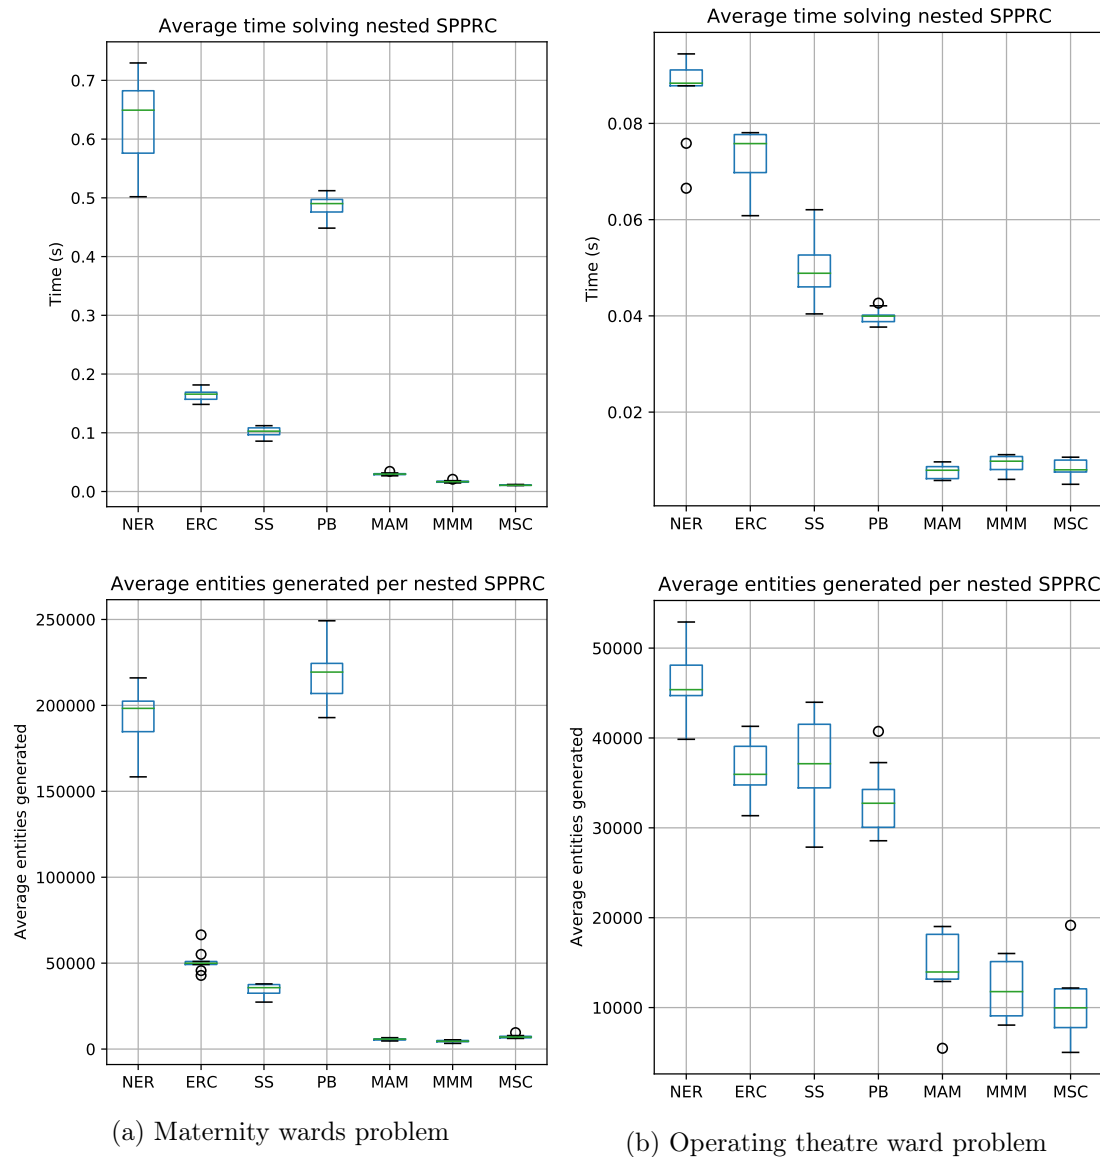 Average time solving nested SPPRC
Time (s)
0.7
0.6
0.5
0.4
0.3
0.2
0.1
0.0
NER ERC SS PB MAM MMM MSC
Average time solving nested SPPRC
Time (s)
0.08
0.06
0.04
0.02
NER ERC SS PB MAM MMM MSC
Average entities generated per nested SPPRC
Average entities generated
250000
200000
150000
100000
50000
0
NER ERC SS PB MAM MMM MSC
(a) Maternity wards problem
Average entities generated per nested SPPRC
Average entities generated
50000
40000
30000
20000
10000
NER ERC SS PB MAM MMM MSC
(b) Operating theatre ward problem